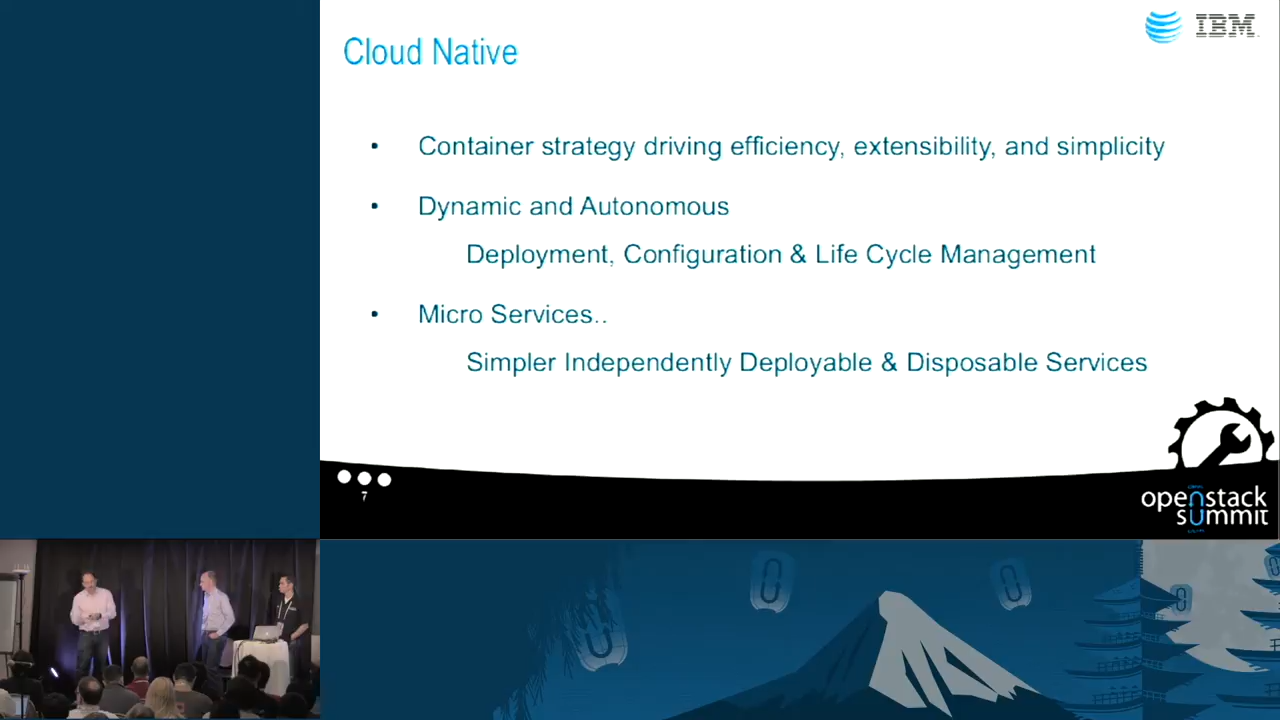 Cloud Native
IBM
• Container strategy driving efficiency, extensibility, and simplicity
• Dynamic and Autonomous
Deployment, Configuration & Life Cycle Management
• Micro Services..
Simpler Independently Deployable & Disposable Services
7
openstack
summit